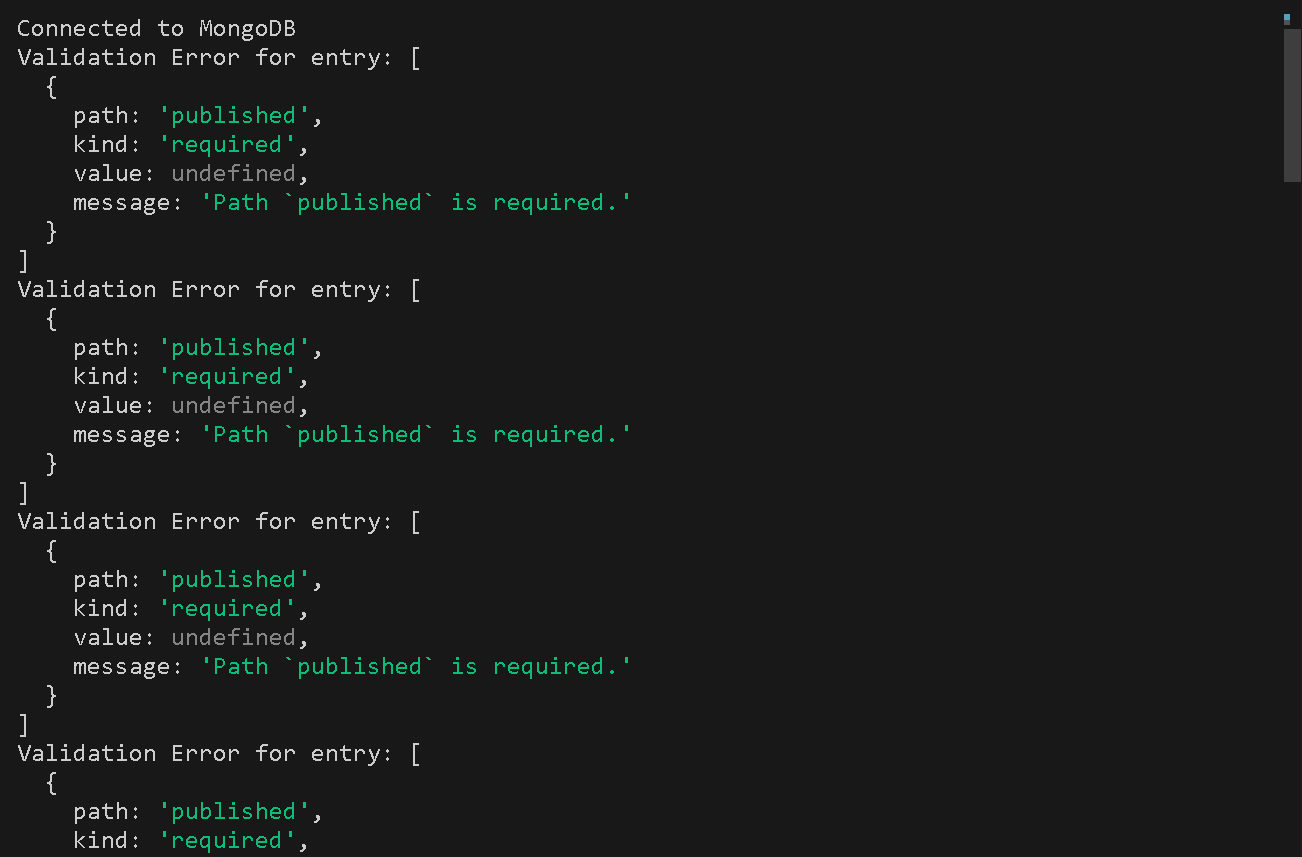 Connected to MongoDB
Validation Error for entry: [
  {
    path: 'published',
    kind: 'required',
    value: undefined,
    message: 'Path `published` is required.'
  }
]
Validation Error for entry: [
  {
    path: 'published',
    kind: 'required',
    value: undefined,
    message: 'Path `published` is required.'
  }
]
Validation Error for entry: [
  {
    path: 'published',
    kind: 'required',
    value: undefined,
    message: 'Path `published` is required.'
  }
]
Validation Error for entry: [
  {
    path: 'published',
    kind: 'required',